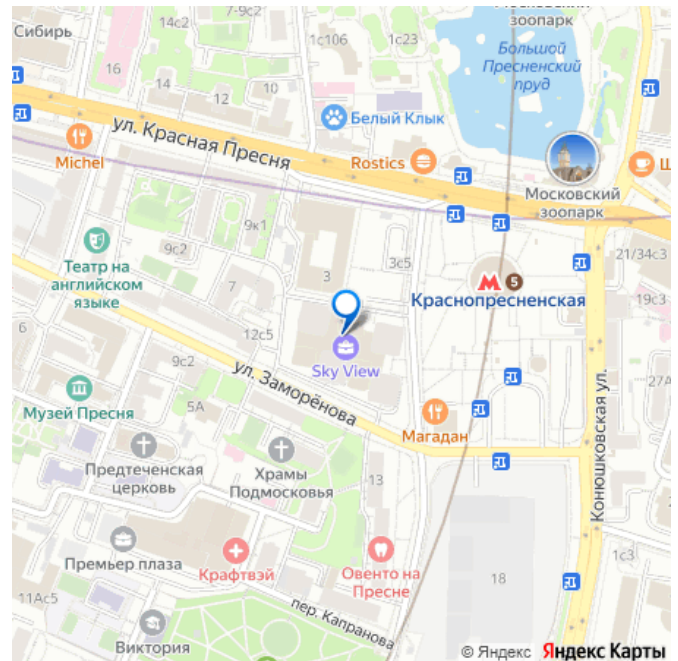 Сибирь
7-9с2
1с106
1с23
Московский
зоопарк
14
16
14с2
12
10
Большой
Пресненский
пруд
Белый Клык
ул. Красная Пресня
Michel
Rostics
Московский
зоопарк
Ш
9к1
9с2
Театр на
английском
языке
3
3с5
21/34с3
5
Краснопресненская
19с3
7
6
12с5
Sky View
9с2
ул. Заморёнова
27А
5А
Музей Пресня
Магадан
Конюшковская ул.
Предтеченская
церковь
Храмы
Подмосковья
13
Премьер плаза
Крафтвэй
Овенто на
Пресне
18
1с3
11Ас5
пер. Капранова
Виктория
© Яндекс Яндекс Карты